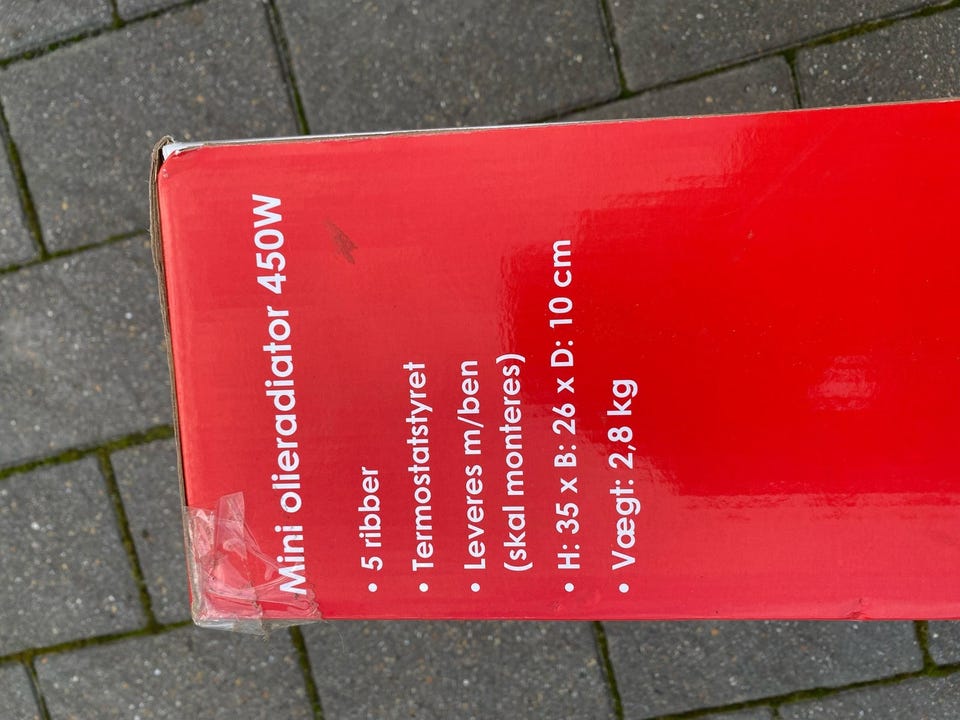 Mini olieradiator 450W
• 5 ribber
• Termostatstyret
• Leveres m/ben
(skal monteres)
• H: 35 x B: 26 x D: 10 cm
• Vægt: 2,8 kg